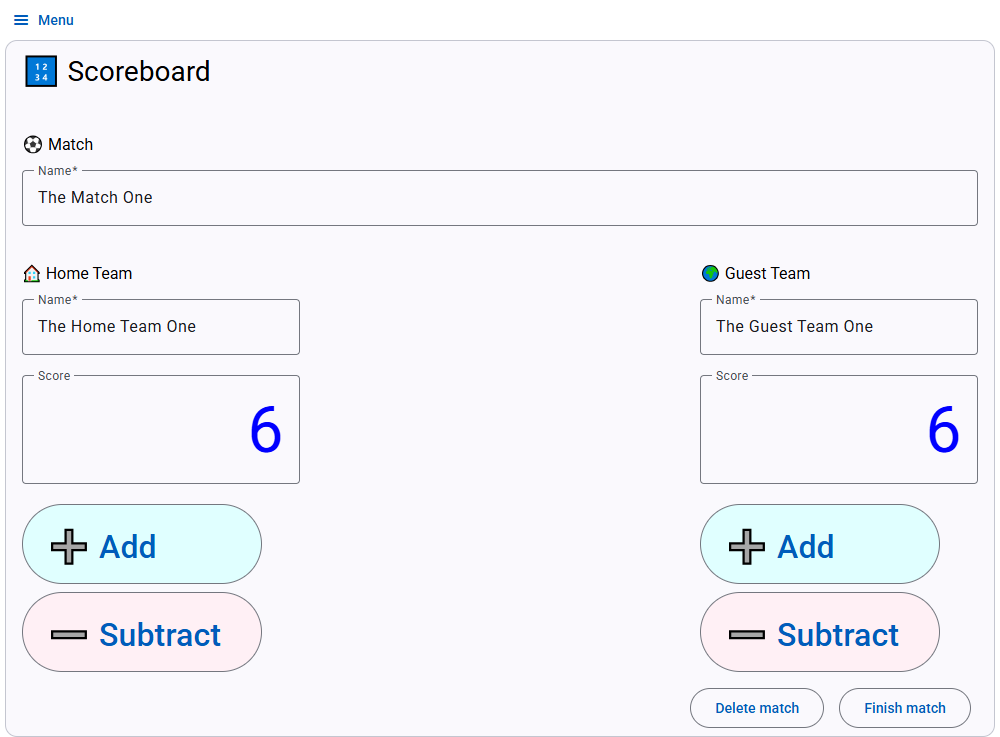 Menu
1 2
3 4
Scoreboard
Match
Name*
The Match One
Home Team
Guest Team
Name*
Name*
The Home Team One
The Guest Team One
Score
Score
6
6
Add
Add
Subtract
Subtract
Delete match
Finish match